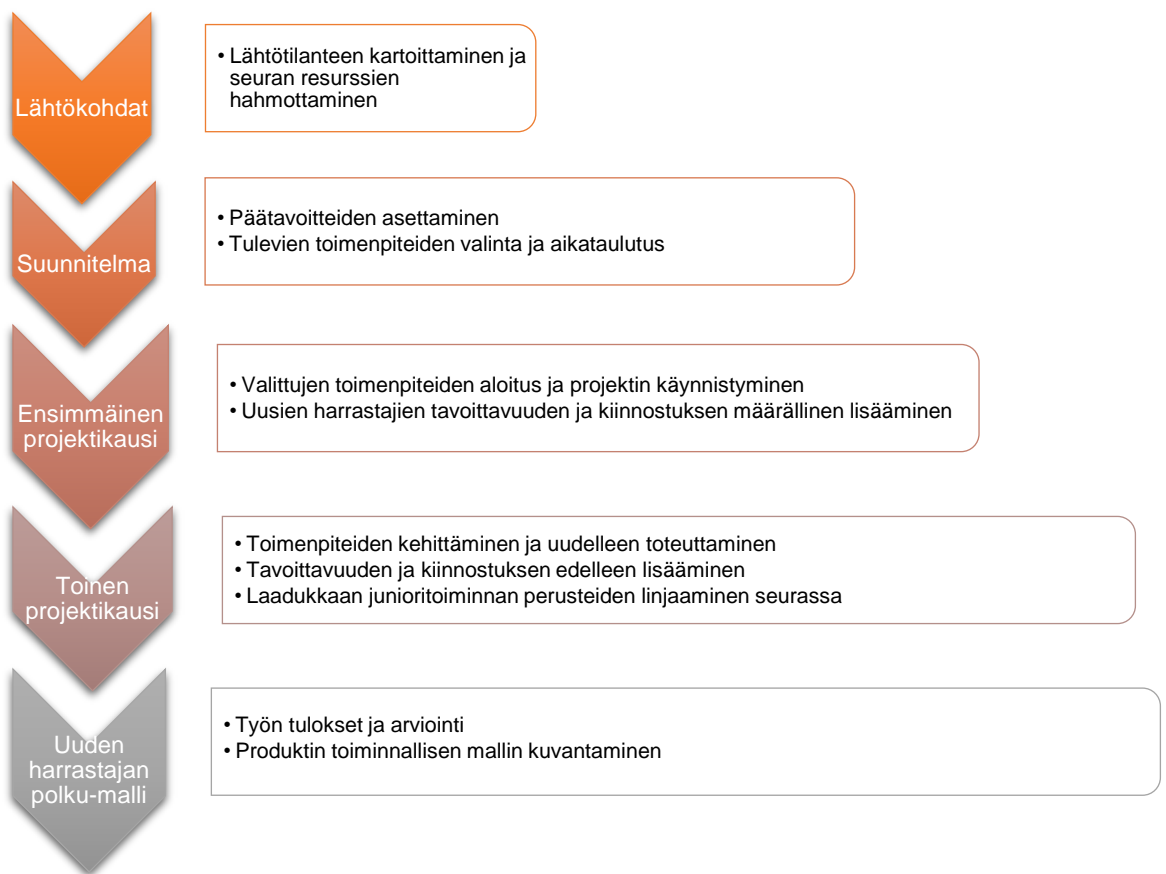 Lähtökohdat
• Lähtötilanteen kartoittaminen ja
seuran resurssien
hahmottaminen
Suunnitelma
• Päätavoitteiden asettaminen
• Tulevien toimenpiteiden valinta ja aikataulutus
Ensimmäinen
projektikausi
• Valittujen toimenpiteiden aloitus ja projektin käynnistyminen
• Uusien harrastajien tavoittavuuden ja kiinnostuksen määrällinen lisääminen
Toinen
projektikausi
• Toimenpiteiden kehittäminen ja uudelleen toteuttaminen
• Tavoittavuuden ja kiinnostuksen edelleen lisääminen
• Laadukkaan junioritoiminnan perusteiden linjaaminen seurassa
Uuden
harrastajan
polku-malli
• Työn tulokset ja arviointi
• Produktin toiminnallisen mallin kuvantaminen